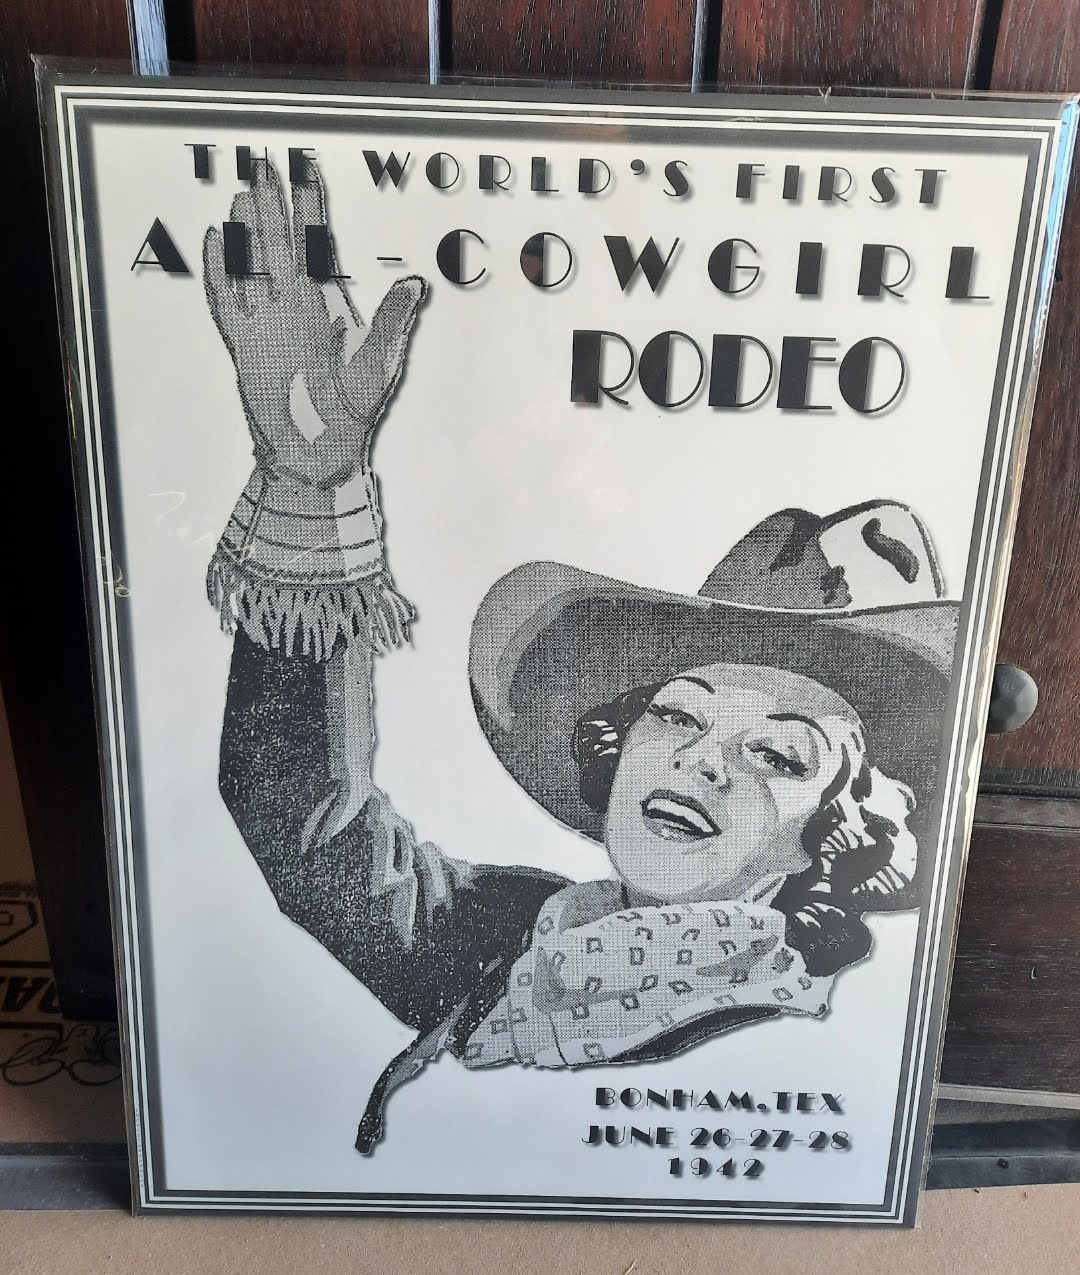 THE WORLD'S FIRST
ALL-COWGIRL
RODEO
BONHAM, TEX
JUNE 26-27-28
1942